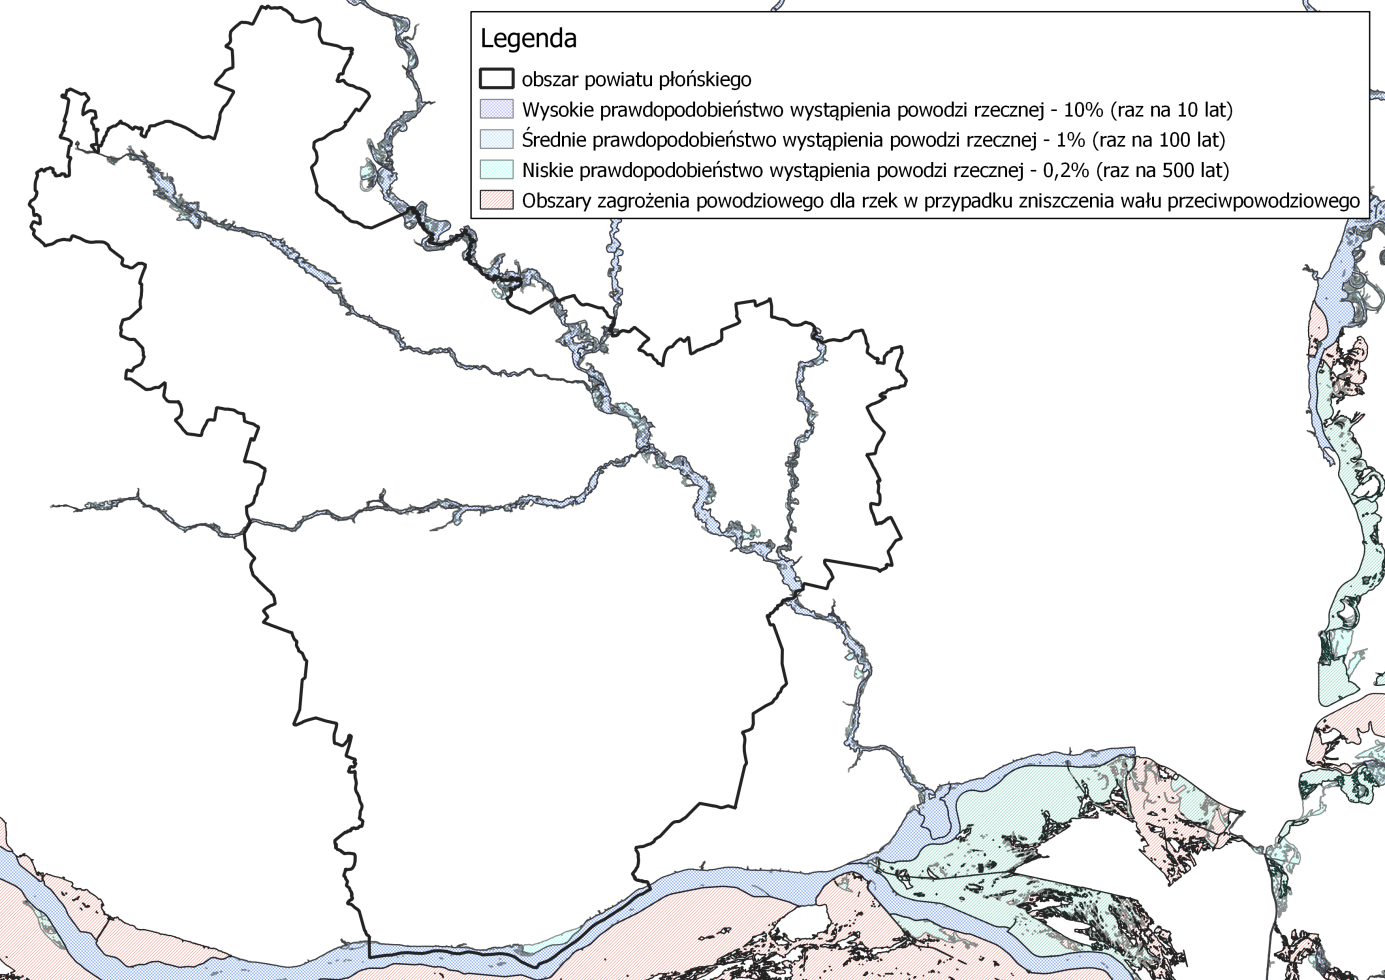 Legenda
obszar powiatu płońskiego
Wysokie prawdopodobieństwo wystąpienia powodzi rzecznej - 10% (raz na 10 lat)
Średnie prawdopodobieństwo wystąpienia powodzi rzecznej - 1% (raz na 100 lat)
Niskie prawdopodobieństwo wystąpienia powodzi rzecznej - 0,2% (raz na 500 lat)
Obszary zagrożenia powodziowego dla rzek w przypadku zniszczenia wału przeciwpowodziowego